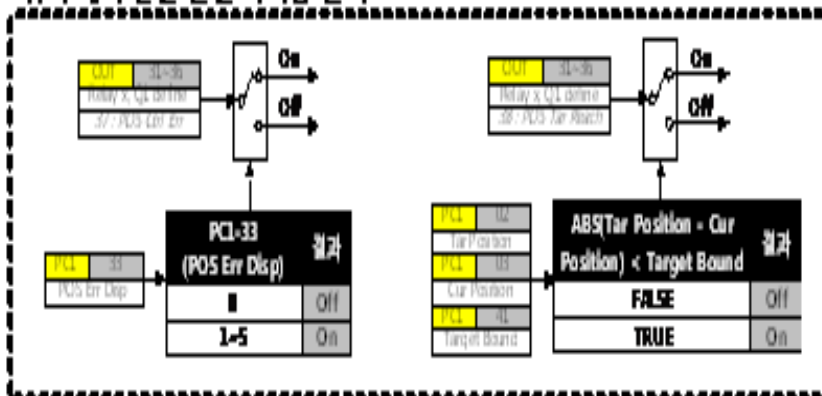 On
OUT 31~36
Relay x, Q1 define
37 : POS Ctrl Err
Off
PC1-33
(POS Err Disp)
결과
PC1 33
POS Err Disp
0
Off
1~5
On
On
OUT 31~36
Relay x, Q1 define
38 : POS Tar Reach
Off
PC1 02
Tar Position
PC1 03
Cur Position
PC1 41
Target Bound
ABS(Tar Position - Cur
Position) < Target Bound
결과
FALSE
Off
TRUE
On